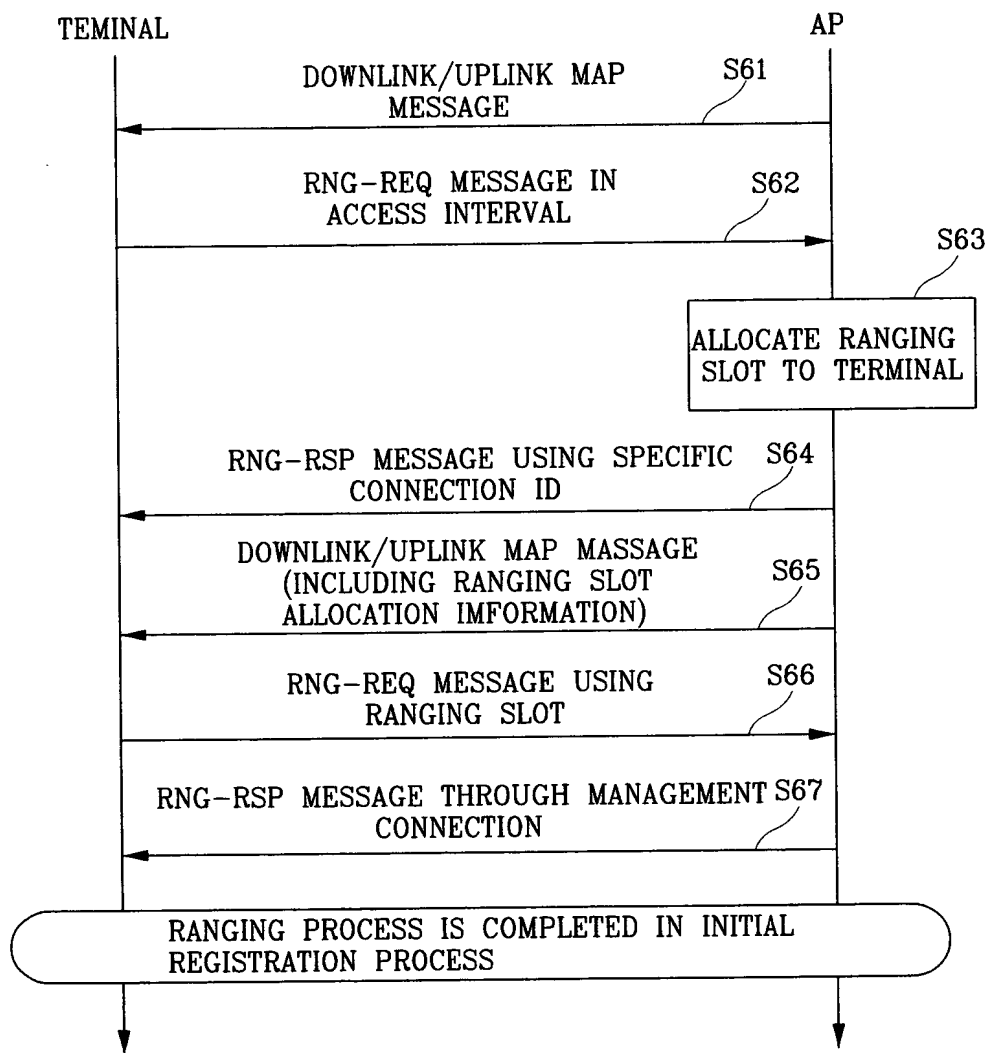 TEMINAL
AP
DOWNLINK/UPLINK MAP
MESSAGE
S61
RNG-REQ MESSAGE IN
ACCESS INTERVAL
S62
S63
ALLOCATE RANGING
SLOT TO TERMINAL
RNG-RSP MESSAGE USING SPECIFIC
CONNECTION ID
S64
DOWNLINK/UPLINK MAP MASSAGE
(INCLUDING RANGING SLOT
ALLOCATION IMFORMATION)
S65
RNG-REQ MESSAGE USING
RANGING SLOT
S66
RNG-RSP MESSAGE THROUGH MANAGEMENT
CONNECTION
S67
RANGING PROCESS IS COMPLETED IN INITIAL
REGISTRATION PROCESS